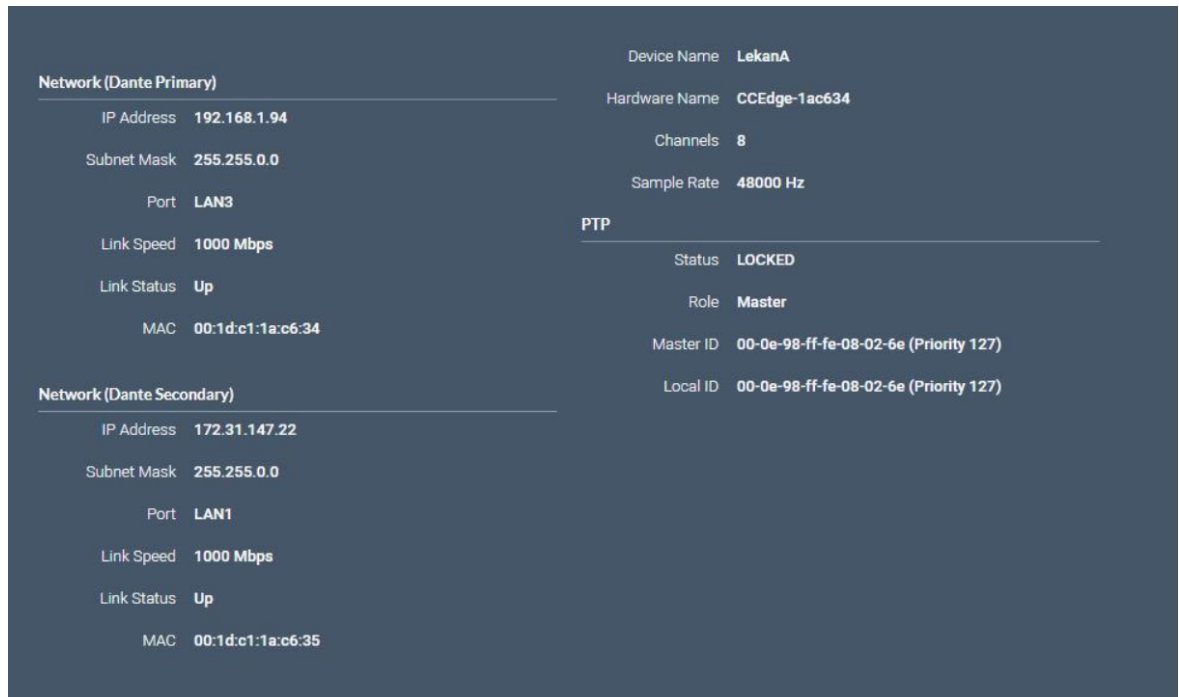 Network (Dante Primary)
IP Address 192.168.1.94
Subnet Mask 255.255.0.0
Port LAN3
Link Speed 1000 Mbps
Link Status Up
MAC 00:1d:c1:1a:c6:34
Network (Dante Secondary)
IP Address 172.31.147.22
Subnet Mask 255.255.0.0
Port LAN1
Link Speed 1000 Mbps
Link Status Up
MAC 00:1d:c1:1a:c6:35
Device Name LekanA
Hardware Name CCEdge-1ac634
Channels 8
Sample Rate 48000 Hz
PTP
Status LOCKED
Role Master
Master ID 00-0e-98-ff-fe-08-02-6e (Priority 127)
Local ID 00-0e-98-ff-fe-08-02-6e (Priority 127)